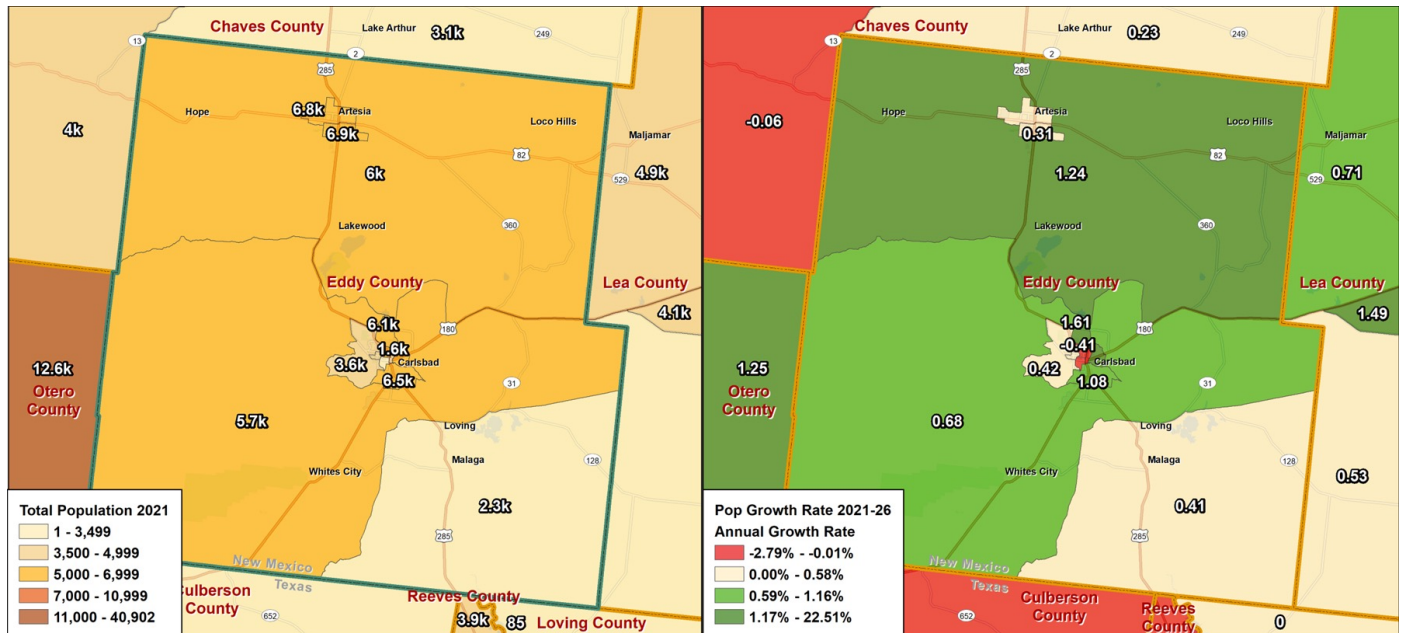 Chaves County
Lake Arthur
3.1k
249
13
2
285
6.8k
Artesia
Hope
6.9k
Loco Hills
4k
Maljamar
82
529
4.9k
6k
Lakewood
360
Eddy County
Lea County
4.1k
6.1k
180
1.6k
3.6k
Carlsbad
12.6k
6.5k
31
Otero
County
5.7k
Loving
Whites City
Malaga
128
2.3k
285
Total Population 2021
1 - 3,499
3,500 - 4,999
5,000 - 6,999
7,000 - 10,999
11,000 - 40,902
New Mexico
Texas
Culberson
County
Reeves County
652
3.9k
85
Loving County
Chaves County
Lake Arthur
0.23
249
13
2
285
Artesia
Hope
0.31
Loco Hills
-0.06
Maljamar
82
529
0.71
1.24
Lakewood
360
Eddy County
Lea County
1.49
1.61
180
-0.41
0.42
Carlsbad
1.25
1.08
31
Otero
County
0.68
Loving
Whites City
Malaga
128
0.53
0.41
285
Pop Growth Rate 2021-26
Annual Growth Rate
-2.79% - -0.01%
0.00% - 0.58%
0.59% - 1.16%
1.17% - 22.51%
New Mexico
Texas
Culberson
County
Reeves
County
652
0